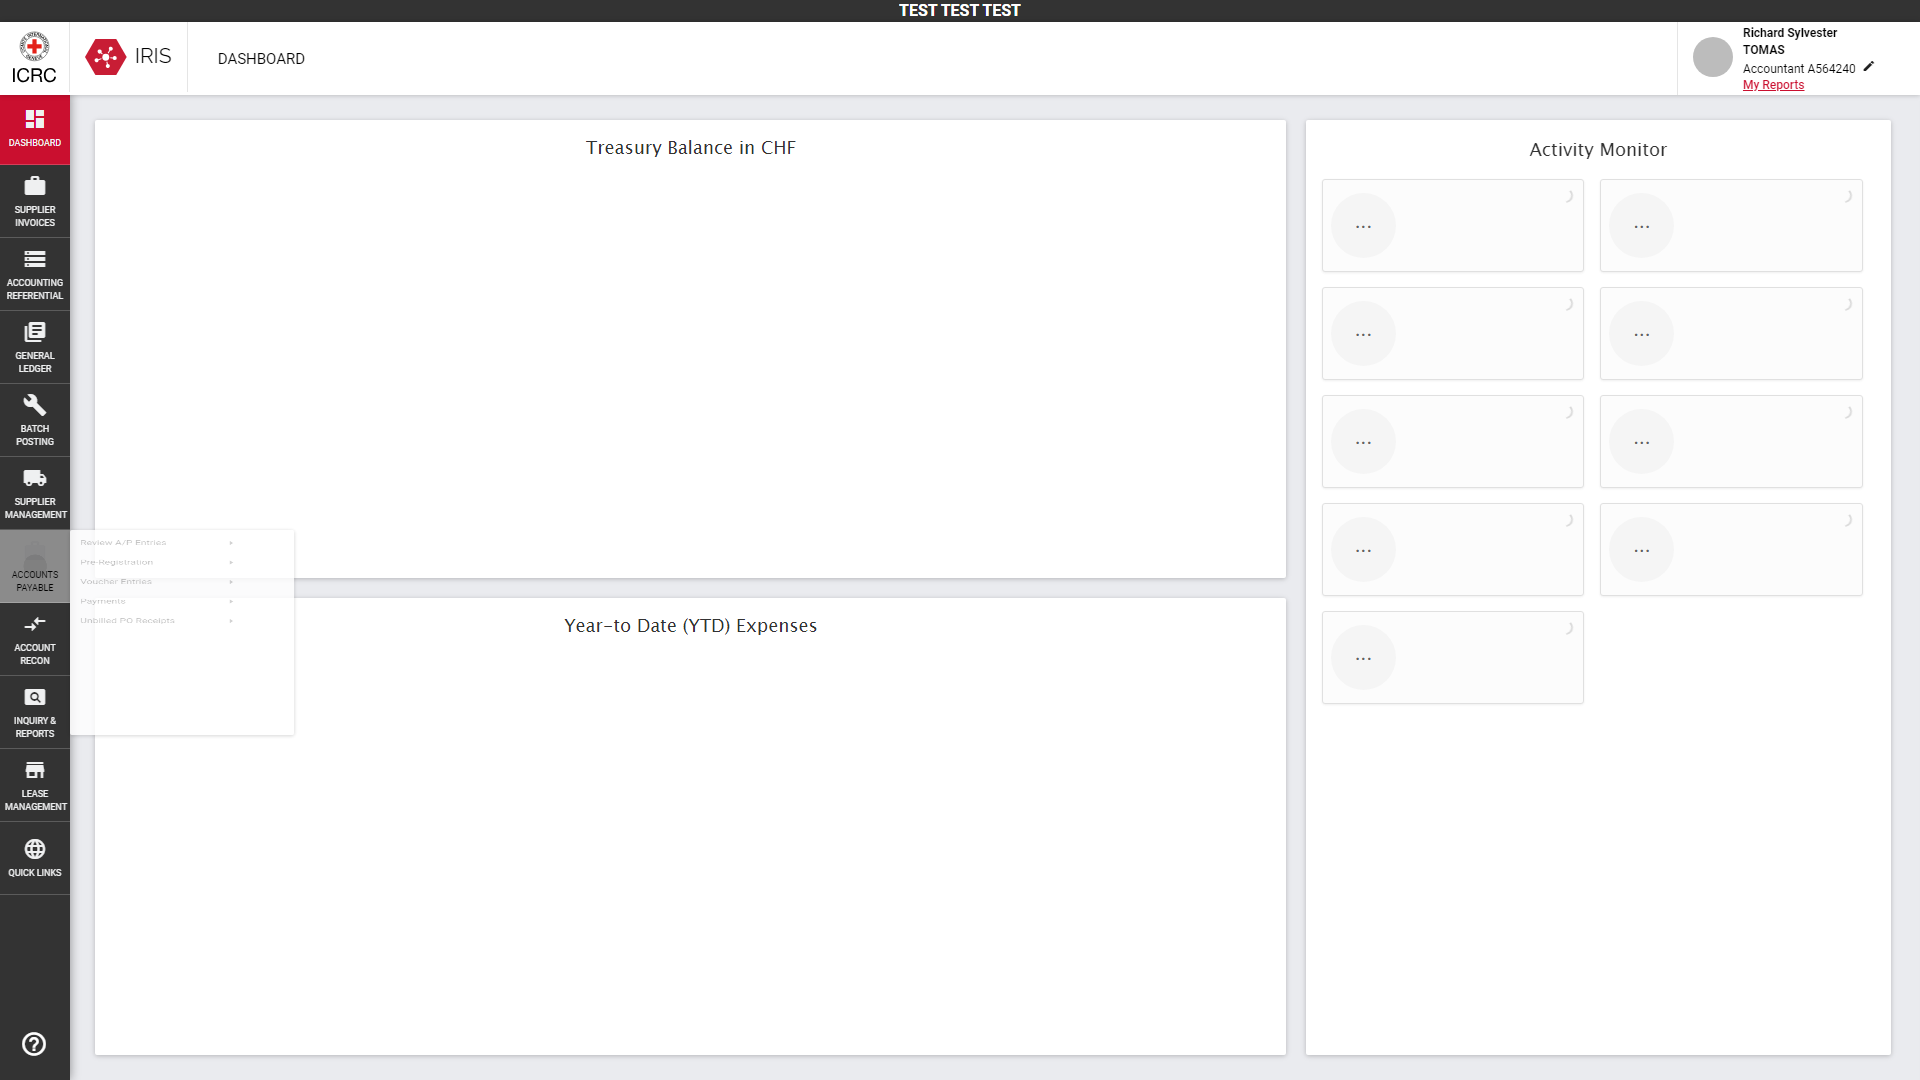 TEST TEST TEST
ICRC
IRIS
DASHBOARD
Richard Sylvester
TOMAS
Accountant A564240
My Reports
DASHBOARD
SUPPLIER
INVOICES
ACCOUNTING
REFERENTIAL
GENERAL
LEDGER
BATCH
POSTING
SUPPLIER
MANAGEMENT
ACCOUNTS
PAYABLE
ACCOUNT
RECON
INQUIRY &
REPORTS
LEASE
MANAGEMENT
QUICK LINKS
Review A/P Entries
Pre-Registration
Voucher Entries
Payments
Unbilled PO Receipts
Treasury Balance in CHF
Year-to Date (YTD) Expenses
Activity Monitor
...
...
...
...
...
...
...
...
...